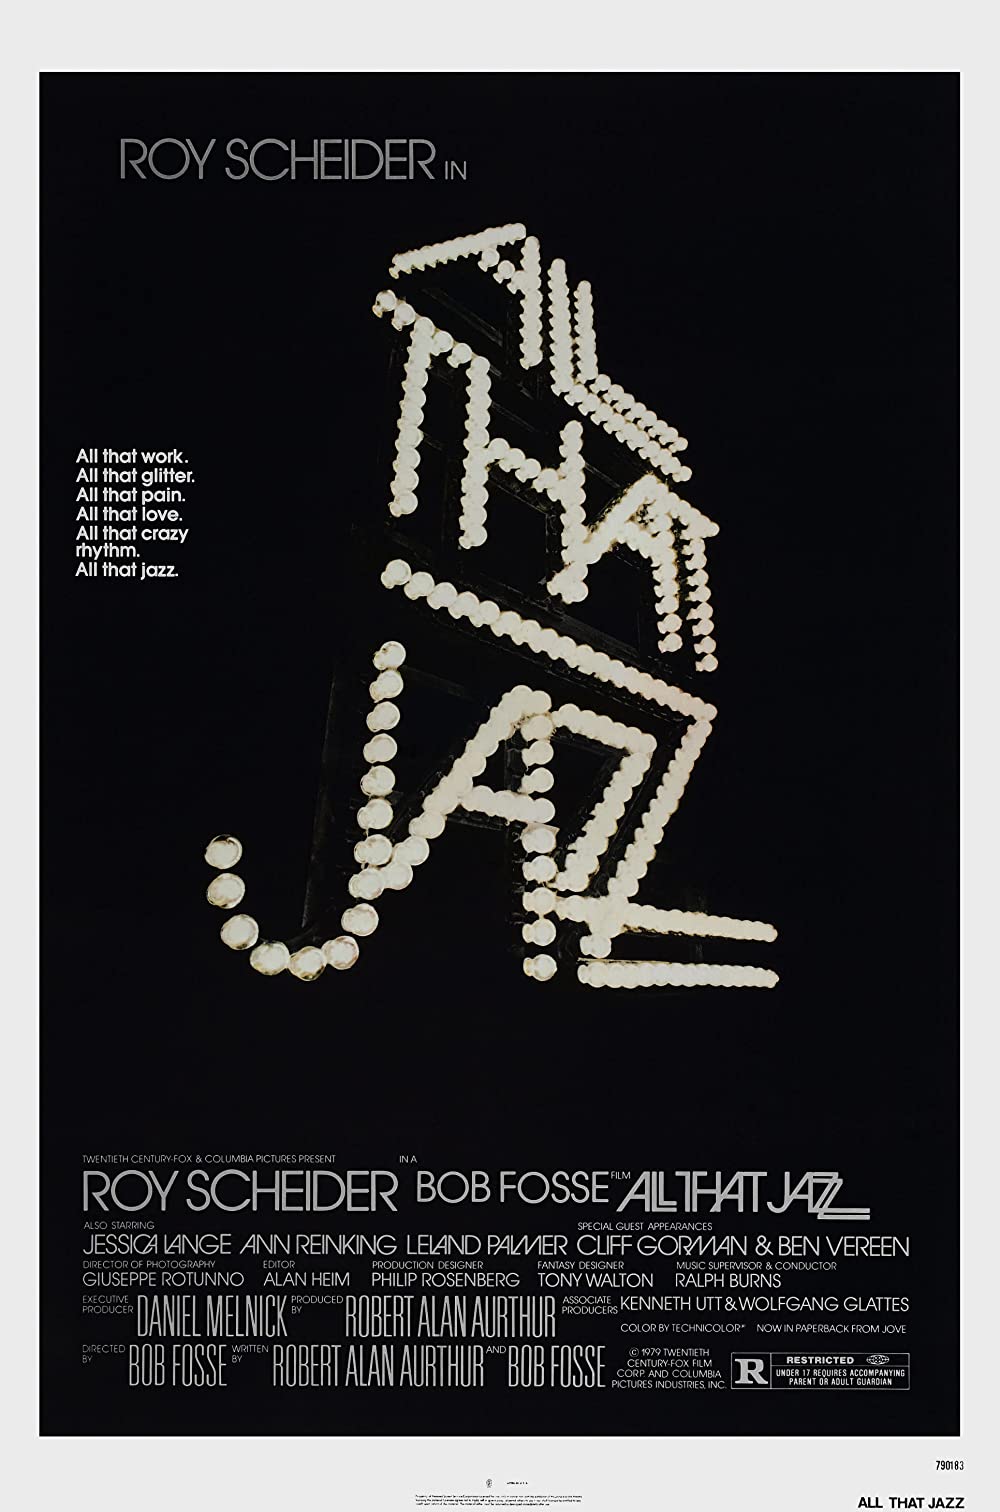 ROY SCHEIDER IN
ALL
THAT
JAZZ
All that work.
All that glitter.
All that pain.
All that love.
All that crazy
rhythm.
All that jazz.
TWENTIETH CENTURY-FOX & COLUMBIA PICTURES PRESENT
ROY SCHEIDER IN A BOB FOSSE FILM ALL THAT JAZZ
ALSO STARRING
JESSICA LANGE ANN REINKING LELAND PALMER
SPECIAL GUEST APPEARANCES
CLIFF GORMAN & BEN VEREEN
DIRECTOR OF PHOTOGRAPHY
GIUSEPPE ROTUNNO
EDITOR
ALAN HEIM
PRODUCTION DESIGNER
PHILIP ROSENBERG
FANTASY DESIGNER
TONY WALTON
MUSIC SUPERVISOR & CONDUCTOR
RALPH BURNS
EXECUTIVE PRODUCER DANIEL MELNICK PRODUCED BY ROBERT ALAN AURTHUR ASSOCIATE PRODUCERS KENNETH UTT & WOLFGANG GLATTES
COLOR BY TECHNICOLOR® NOW IN PAPERBACK FROM JOVE
DIRECTED BY BOB FOSSE WRITTEN BY ROBERT ALAN AURTHUR AND BOB FOSSE
© 1979 TWENTIETH
CENTURY-FOX FILM
CORP. AND COLUMBIA
PICTURES INDUSTRIES, INC.
R RESTRICTED
UNDER 17 REQUIRES ACCOMPANYING
PARENT OR ADULT GUARDIAN
790183
ALL THAT JAZZ